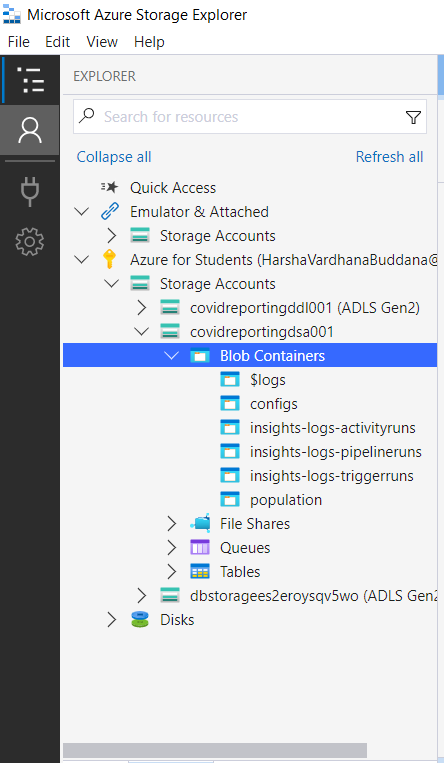 Microsoft Azure Storage Explorer
File Edit View Help
EXPLORER
Search for resources
Collapse all Refresh all
Quick Access
Emulator & Attached
Storage Accounts
Azure for Students (HarshaVardhanaBuddana@
Storage Accounts
covidreportingddl001 (ADLS Gen2)
covidreportingdsa001
Blob Containers
$logs
configs
insights-logs-activityruns
insights-logs-pipelineruns
insights-logs-triggerruns
population
File Shares
Queues
Tables
dbstoragees2eroysqv5wo (ADLS Gen2
Disks